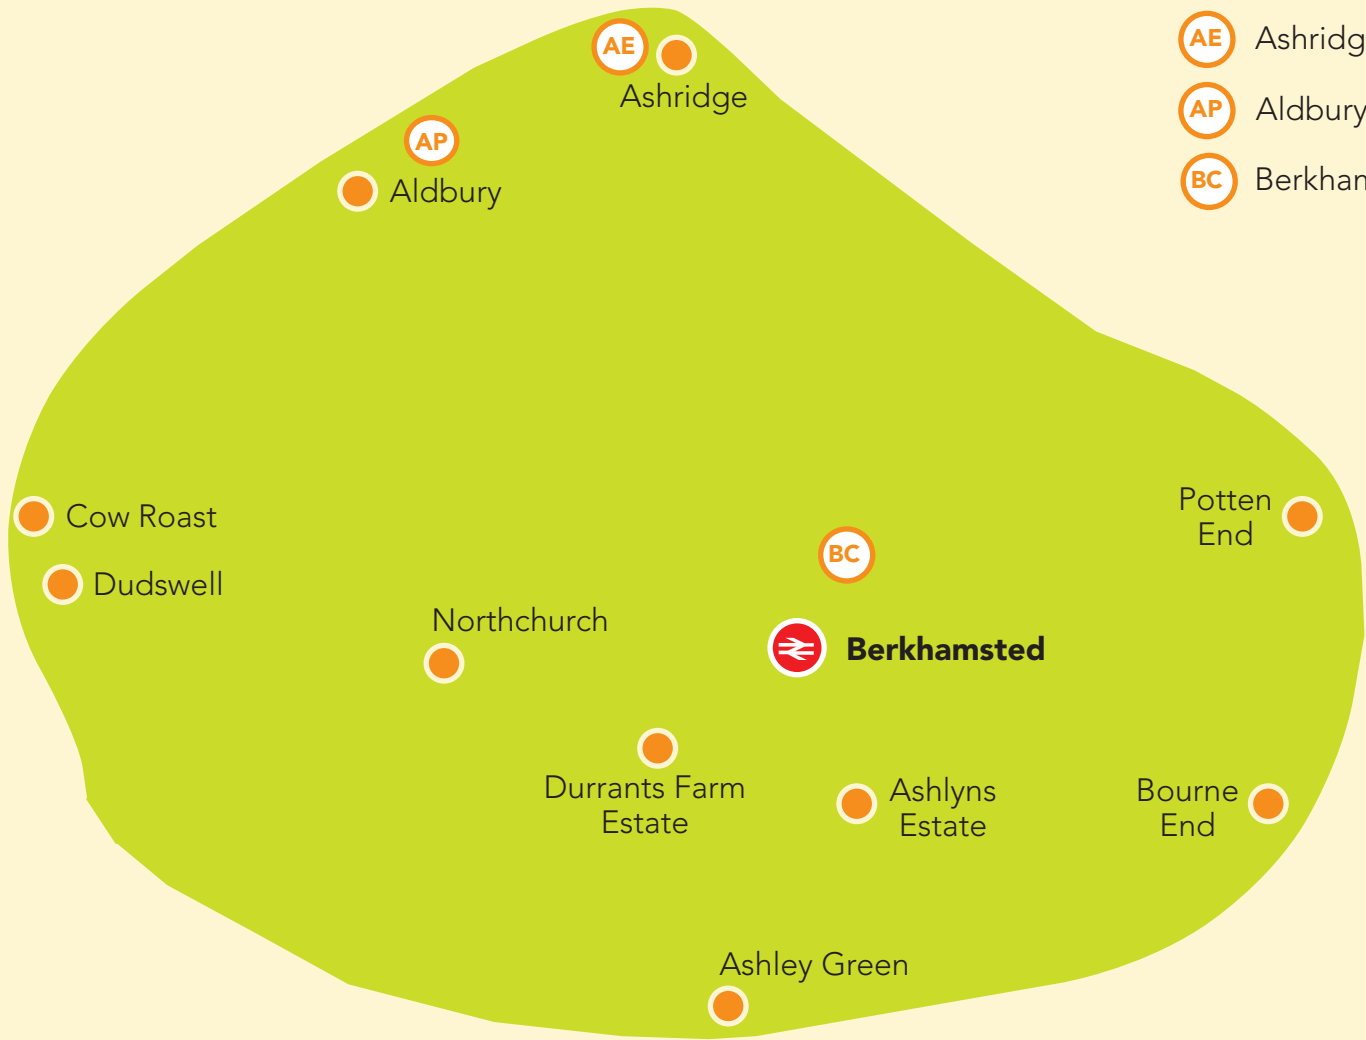 AE
Ashridge
AP
Aldbury
AE Ashridg
AP Aldbury
BC Berkham
Cow Roast
Dudswell
Northchurch
BC
Berkhamsted
Potten
End
Durrants Farm
Estate
Ashlyns
Estate
Bourne
End
Ashley Green